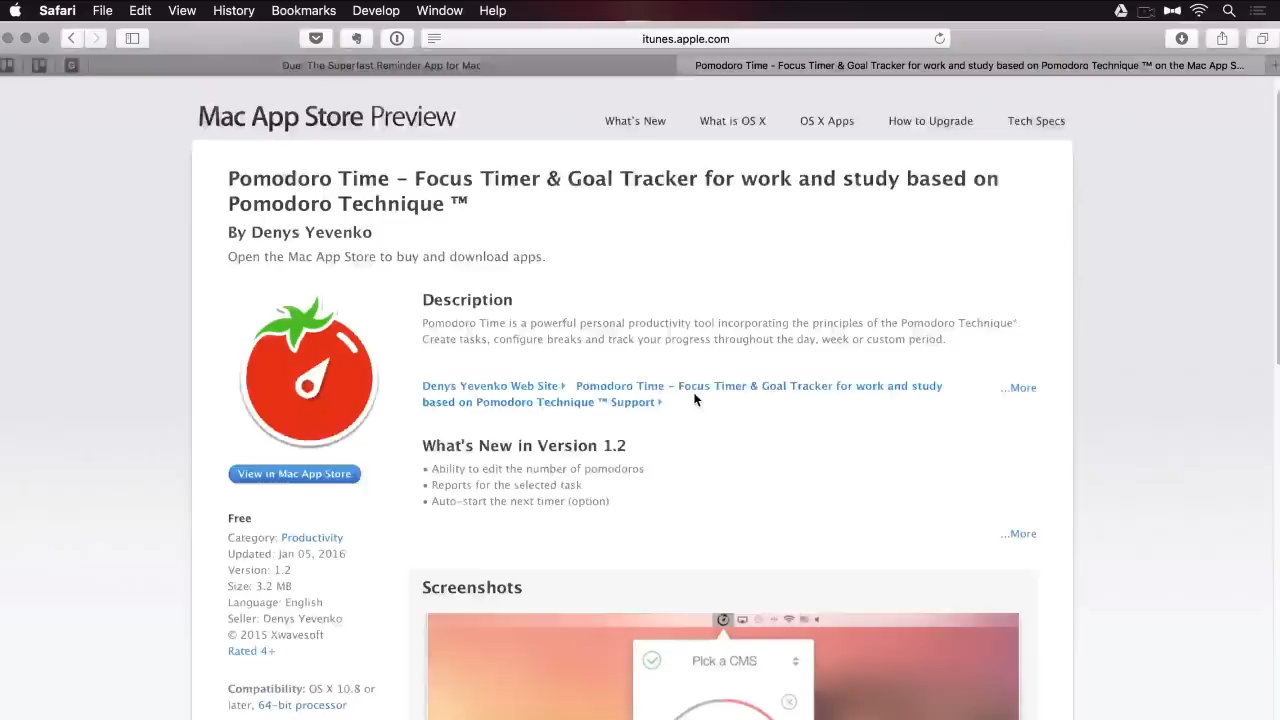 Safari File Edit View History Bookmarks Develop Window Help
itunes.apple.com
Due: The Superfast Reminder App for Mac
Pomodoro Time - Focus Timer & Goal Tracker for work and study based on Pomodoro Technique ™ on the Mac App S...
Mac App Store Preview
What's New What is OS X OS X Apps How to Upgrade Tech Specs
Pomodoro Time - Focus Timer & Goal Tracker for work and study based on
Pomodoro Technique ™
By Denys Yevenko
Open the Mac App Store to buy and download apps.
View in Mac App Store
Free
Category: Productivity
Updated: Jan 05, 2016
Version: 1.2
Size: 3.2 MB
Language: English
Seller: Denys Yevenko
© 2015 Xwavesoft
Rated 4+
Compatibility: OS X 10.8 or
later, 64-bit processor
Description
Pomodoro Time is a powerful personal productivity tool incorporating the principles of the Pomodoro Technique*.
Create tasks, configure breaks and track your progress throughout the day, week or custom period.
Denys Yevenko Web Site Pomodoro Time - Focus Timer & Goal Tracker for work and study
based on Pomodoro Technique ™ Support
...More
What's New in Version 1.2
• Ability to edit the number of pomodoros
• Reports for the selected task
• Auto-start the next timer (option)
...More
Screenshots
Pick a CMS